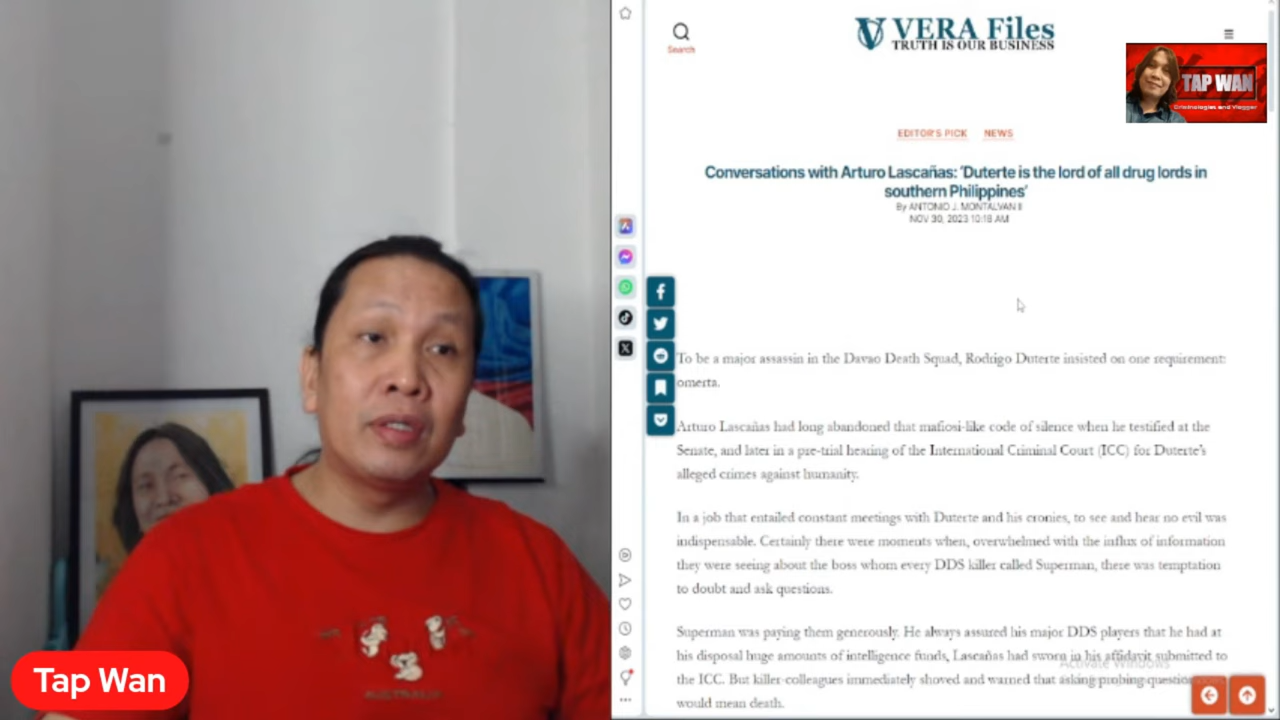 VERA Files
TRUTH IS OUR BUSINESS
Search
TAP WAN
EDITOR'S PICK NEWS
Conversations with Arturo Lascañas: 'Duterte is the lord of all drug lords in
southern Philippines'
By ANTONIO J. MONTALVAN II
NOV 30, 2023 10:18 AM
To be a major assassin in the Davao Death Squad, Rodrigo Duterte insisted on one requirement:
omerta.
Arturo Lascañas had long abandoned that mafiosi-like code of silence when he testified at the
Senate, and later in a pre-trial hearing of the International Criminal Court (ICC) for Duterte's
alleged crimes against humanity.
In a job that entailed constant meetings with Duterte and his cronies, to see and hear no evil was
indispensable. Certainly there were moments when, overwhelmed with the influx of information
they were seeing about the boss whom every DDS killer called Superman, there was temptation
to doubt and ask questions.
Superman was paying them generously. He always assured his major DDS players that he had at
his disposal huge amounts of intelligence funds, Lascañas had sworn in his affidavit submitted to
Activate Windows
the ICC. But killer-colleagues immediately shoved and warned that asking probing
would mean death.
AUSTRALIA
Tap Wan